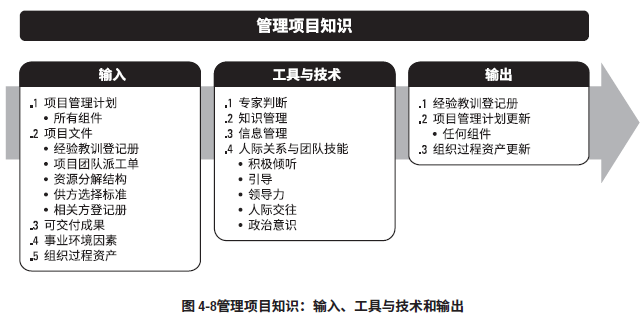 管理项目知识
输入
.1 项目管理计划
• 所有组件
.2 项目文件
• 经验教训登记册
• 项目团队派工单
• 资源分解结构
• 供方选择标准
• 相关方登记册
.3 可交付成果
.4 事业环境因素
.5 组织过程资产
工具与技术
.1 专家判断
.2 知识管理
.3 信息管理
.4 人际关系与团队技能
• 积极倾听
• 引导
• 领导力
• 人际交往
• 政治意识
输出
.1 经验教训登记册
.2 项目管理计划更新
• 任何组件
.3 组织过程资产更新
图 4-8管理项目知识：输入、工具与技术和输出